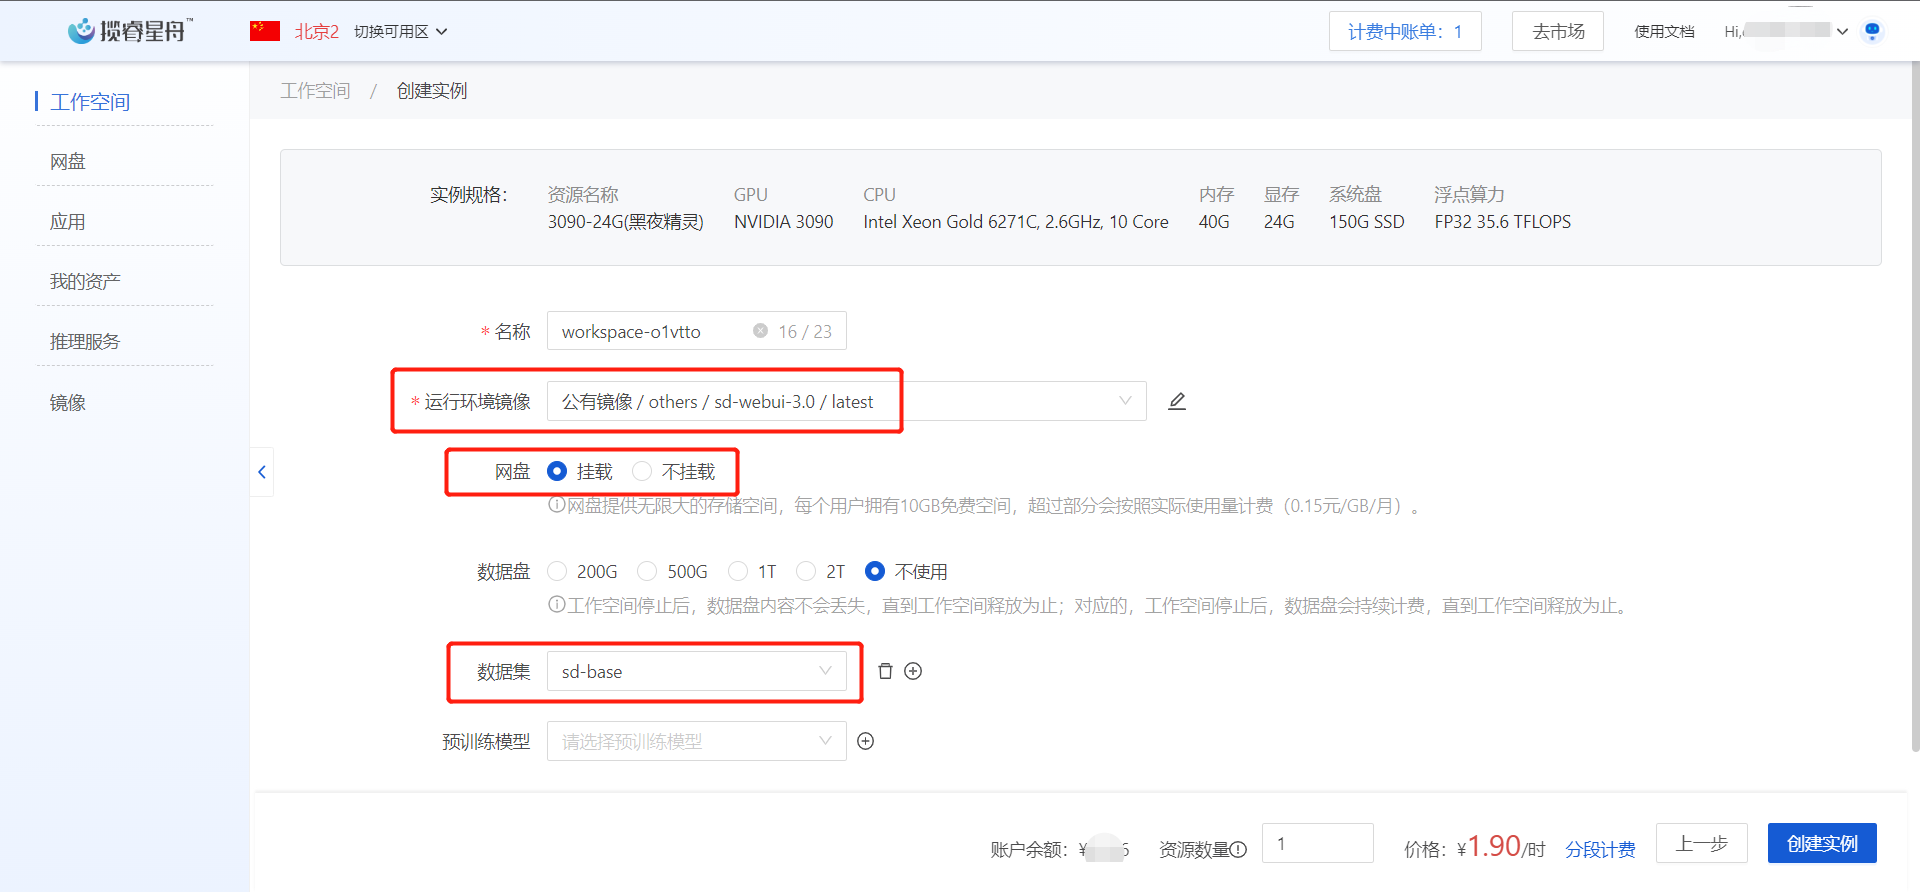 揽睿星舟™ 北京2 切换可用区 计费中账单：1 去市场 使用文档 Hi,
工作空间
网盘
应用
我的资产
推理服务
镜像
工作空间 / 创建实例
实例规格： 资源名称 GPU CPU 内存 显存 系统盘 浮点算力
3090-24G(黑夜精灵) NVIDIA 3090 Intel Xeon Gold 6271C, 2.6GHz, 10 Core 40G 24G 150G SSD FP32 35.6 TFLOPS
* 名称 workspace-o1vtto 16 / 23
* 运行环境镜像 公有镜像 / others / sd-webui-3.0 / latest
网盘 挂载 不挂载
网盘提供无限大的存储空间，每个用户拥有10GB免费空间，超过部分会按照实际使用量计费（0.15元/GB/月）。
数据盘 200G 500G 1T 2T 不使用
工作空间停止后，数据盘内容不会丢失，直到工作空间释放为止；对应的，工作空间停止后，数据盘会持续计费，直到工作空间释放为止。
数据集 sd-base
预训练模型 请选择预训练模型
账户余额：¥ 6 资源数量 1 价格：¥1.90/时 分段计费 上一步 创建实例